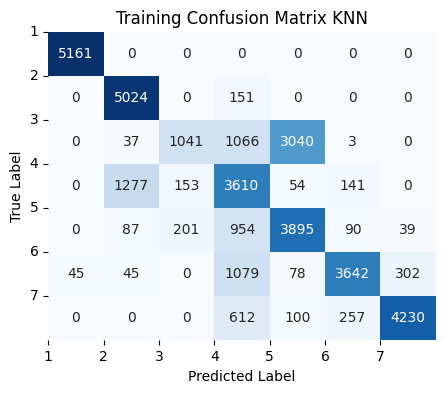 Training Confusion Matrix KNN
1
5161 0 0 0 0 0 0
2
0 5024 0 151 0 0 0
3
0 37 1041 1066 3040 3 0
4
0 1277 153 3610 54 141 0
5
0 87 201 954 3895 90 39
6
45 45 0 1079 78 3642 302
7
0 0 0 612 100 257 4230
1 2 3 4 5 6 7
True Label
Predicted Label